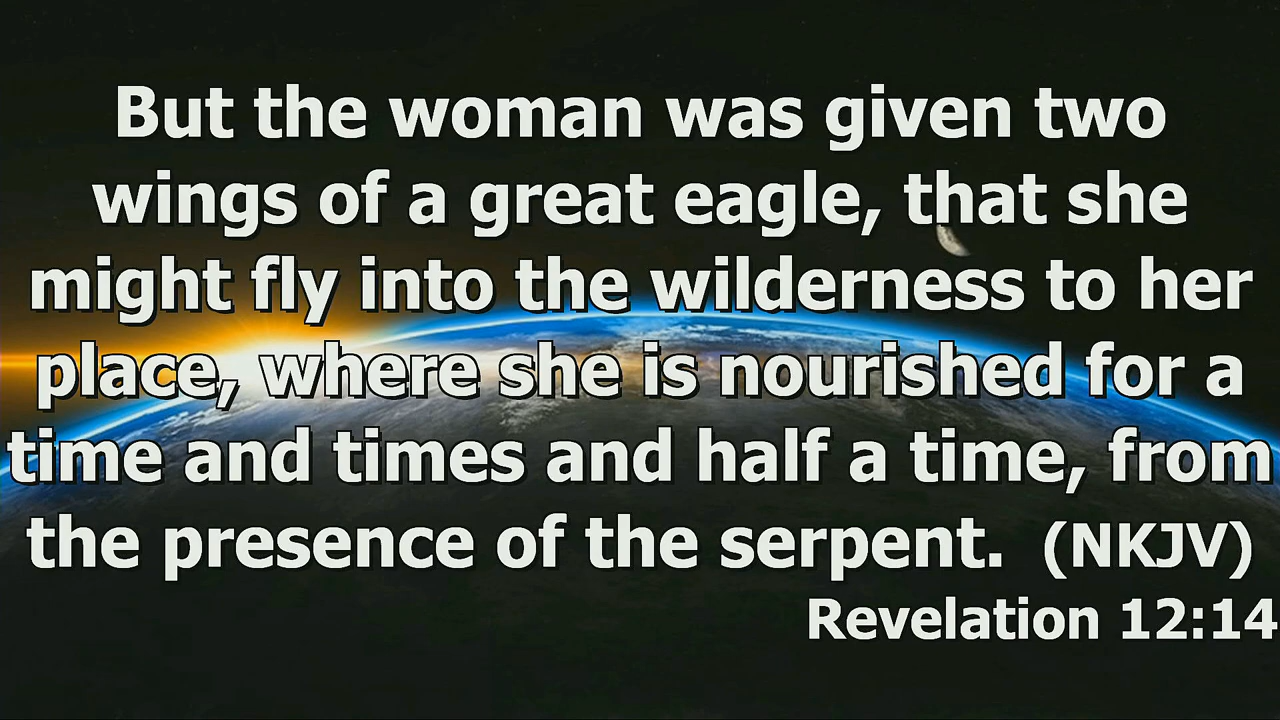 But the woman was given two
wings of a great eagle, that she
might fly into the wilderness to her
place, where she is nourished for a
time and times and half a time, from
the presence of the serpent.  (NKJV)
Revelation 12:14